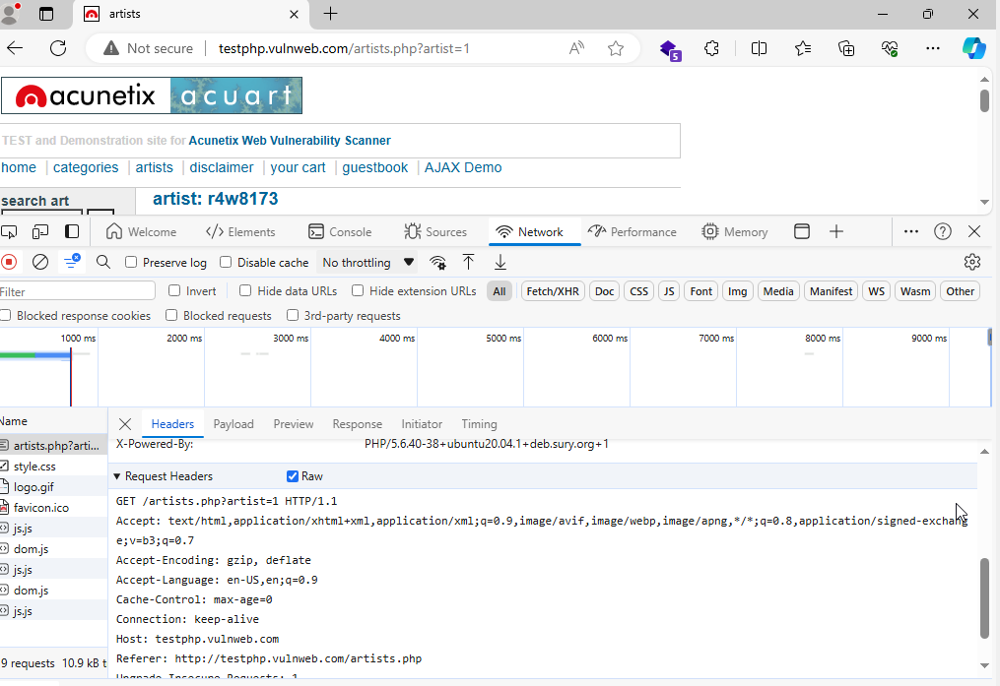 artists
Not secure testphp.vulnweb.com/artists.php?artist=1
5
acunetix acuart
TEST and Demonstration site for Acunetix Web Vulnerability Scanner
home categories artists disclaimer your cart guestbook AJAX Demo
search art
artist: r4w8173
Welcome Elements Console Sources Network Performance Memory
Preserve log Disable cache No throttling
Filter Invert Hide data URLs Hide extension URLs All Fetch/XHR Doc CSS JS Font Img Media Manifest WS Wasm Other
Blocked response cookies Blocked requests 3rd-party requests
1000 ms 2000 ms 3000 ms 4000 ms 5000 ms 6000 ms 7000 ms 8000 ms 9000 ms
Name
artists.php?arti...
style.css
logo.gif
favicon.ico
js.js
dom.js
js.js
dom.js
js.js
9 requests 10.9 kB t
Headers Payload Preview Response Initiator Timing
X-Powered-By: PHP/5.6.40-38+ubuntu20.04.1+deb.sury.org+1
Request Headers Raw
GET /artists.php?artist=1 HTTP/1.1
Accept: text/html,application/xhtml+xml,application/xml;q=0.9,image/avif,image/webp,image/apng,*/*;q=0.8,application/signed-exchang
e;v=b3;q=0.7
Accept-Encoding: gzip, deflate
Accept-Language: en-US,en;q=0.9
Cache-Control: max-age=0
Connection: keep-alive
Host: testphp.vulnweb.com
Referer: http://testphp.vulnweb.com/artists.php
Upgrade-Insecure-Requests: 1